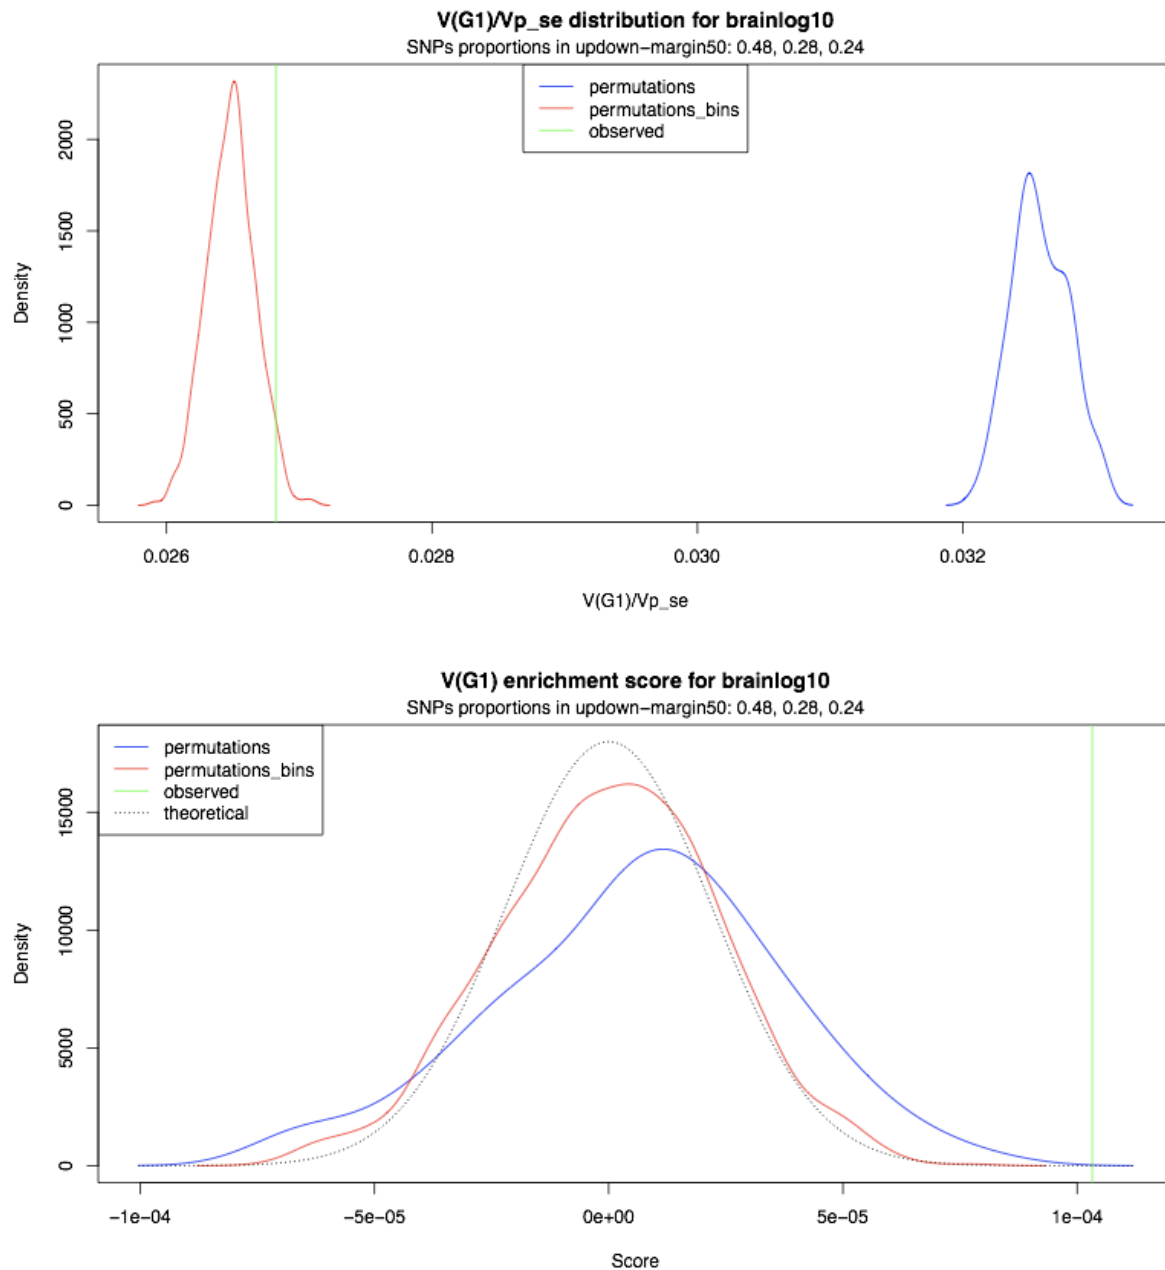 V(G1)/Vp_se distribution for brainlog10
SNPs proportions in updown−margin50: 0.48, 0.28, 0.24
permutations
permutations_bins
observed
Density
2000
1500
1000
500
0
0.026 0.028 0.030 0.032
V(G1)/Vp_se
V(G1) enrichment score for brainlog10
SNPs proportions in updown−margin50: 0.48, 0.28, 0.24
permutations
permutations_bins
observed
theoretical
Density
15000
10000
5000
0
−1e−04 −5e−05 0e+00 5e−05 1e−04
Score